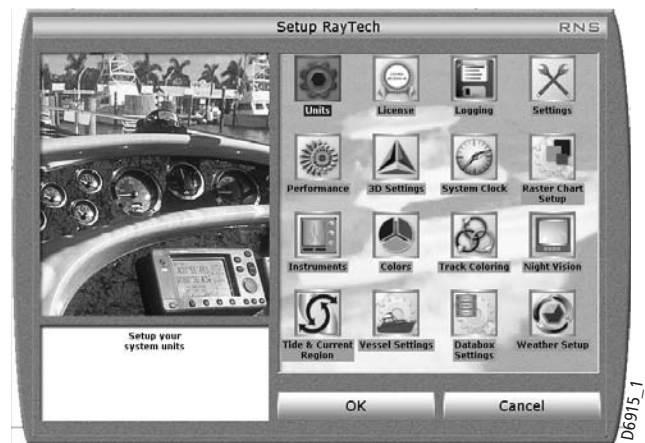 Setup RayTech
RNS
Units
License
Logging
Settings
Performance
3D Settings
System Clock
Raster Chart
Setup
Instruments
Colors
Track Coloring
Night Vision
Tide & Current
Region
Vessel Settings
Databox
Settings
Weather Setup
Setup your
system units
OK
Cancel
D6915_1